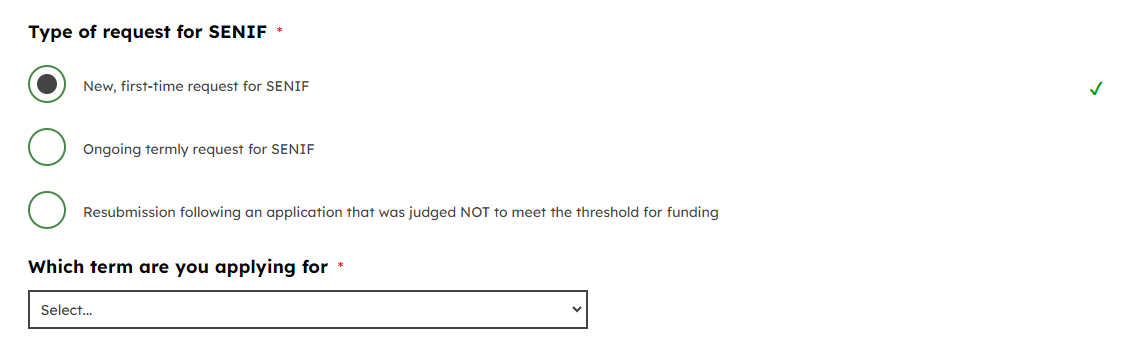 Type of request for SENIF *
New, first-time request for SENIF
Ongoing termly request for SENIF
Resubmission following an application that was judged NOT to meet the threshold for funding
Which term are you applying for *
Select...